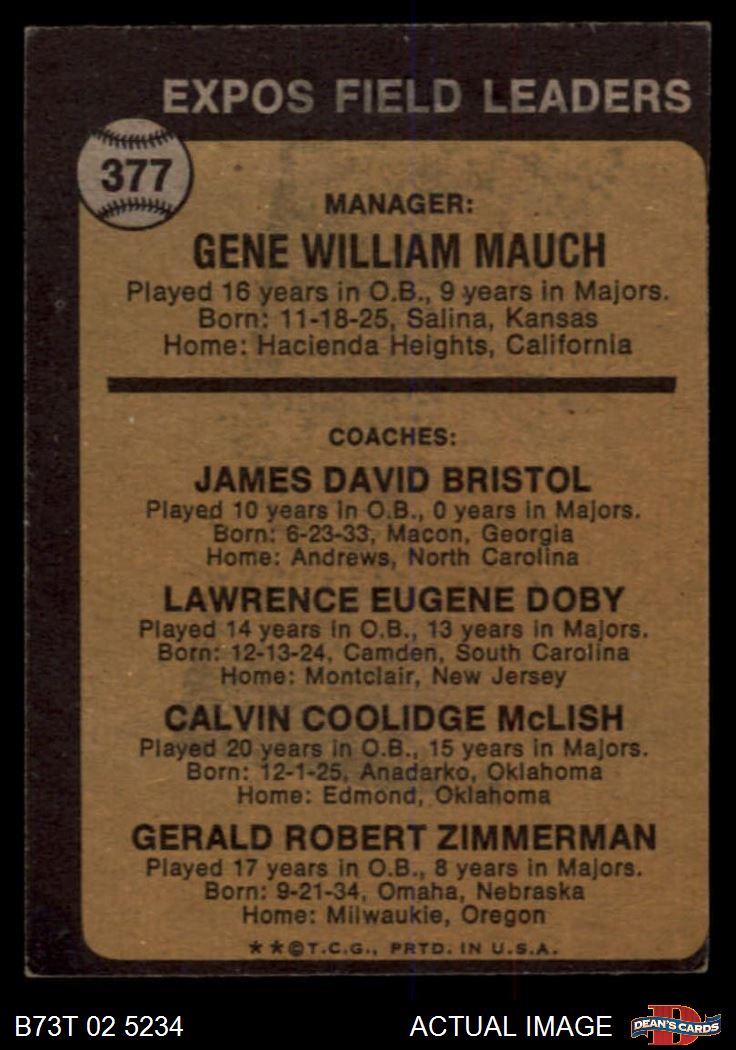 EXPOS FIELD LEADERS
377
MANAGER:
GENE WILLIAM MAUCH
Played 16 years in O.B., 9 years in Majors.
Born: 11-18-25, Salina, Kansas
Home: Hacienda Heights, California
COACHES:
JAMES DAVID BRISTOL
Played 10 years in O.B., 0 years in Majors.
Born: 6-23-33, Macon, Georgia
Home: Andrews, North Carolina
LAWRENCE EUGENE DOBY
Played 14 years in O.B., 13 years in Majors.
Born: 12-13-24, Camden, South Carolina
Home: Montclair, New Jersey
CALVIN COOLIDGE McLISH
Played 20 years in O.B., 15 years in Majors.
Born: 12-1-25, Anadarko, Oklahoma
Home: Edmond, Oklahoma
GERALD ROBERT ZIMMERMAN
Played 17 years in O.B., 8 years in Majors.
Born: 9-21-34, Omaha, Nebraska
Home: Milwaukie, Oregon
**©T.C.G., PRTD. IN U.S.A.
B73T 02 5234 ACTUAL IMAGE D DEAN'S CARDS